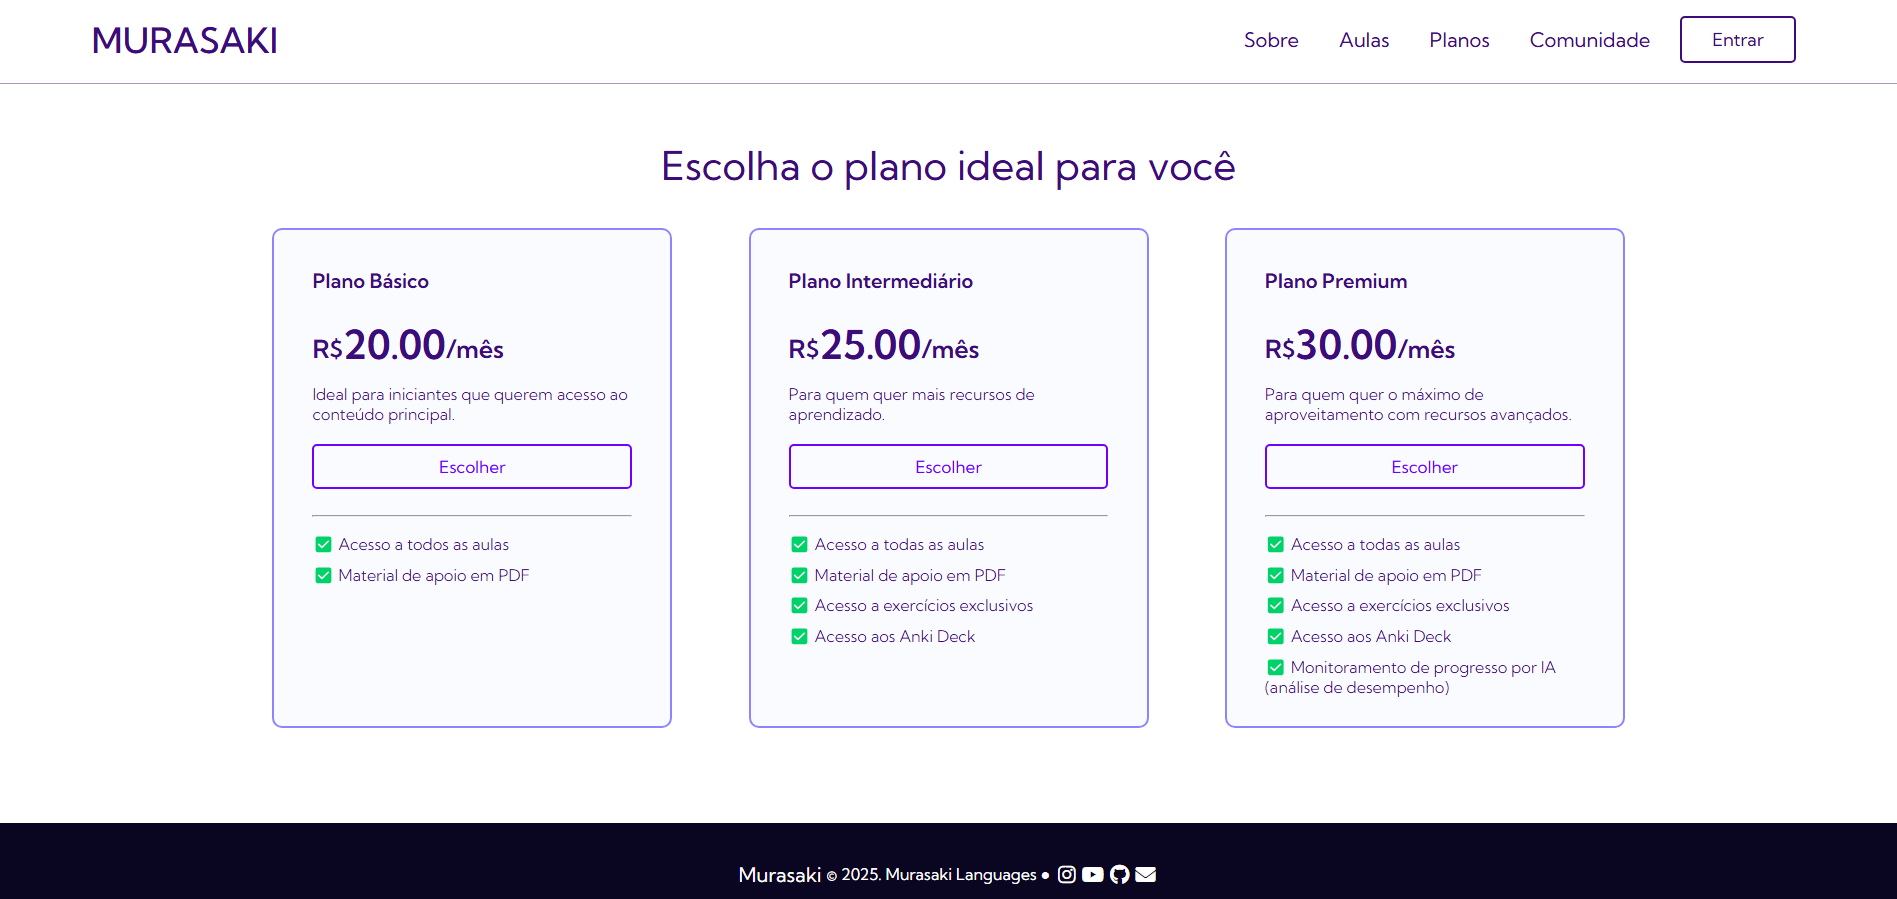 MURASAKI
Sobre Aulas Planos Comunidade Entrar
Escolha o plano ideal para você
Plano Básico
R$20.00/mês
Ideal para iniciantes que querem acesso ao
conteúdo principal.
Escolher
Acesso a todos as aulas
Material de apoio em PDF
Plano Intermediário
R$25.00/mês
Para quem quer mais recursos de
aprendizado.
Escolher
Acesso a todas as aulas
Material de apoio em PDF
Acesso a exercícios exclusivos
Acesso aos Anki Deck
Plano Premium
R$30.00/mês
Para quem quer o máximo de
aproveitamento com recursos avançados.
Escolher
Acesso a todas as aulas
Material de apoio em PDF
Acesso a exercícios exclusivos
Acesso aos Anki Deck
Monitoramento de progresso por IA
(análise de desempenho)
Murasaki © 2025. Murasaki Languages •